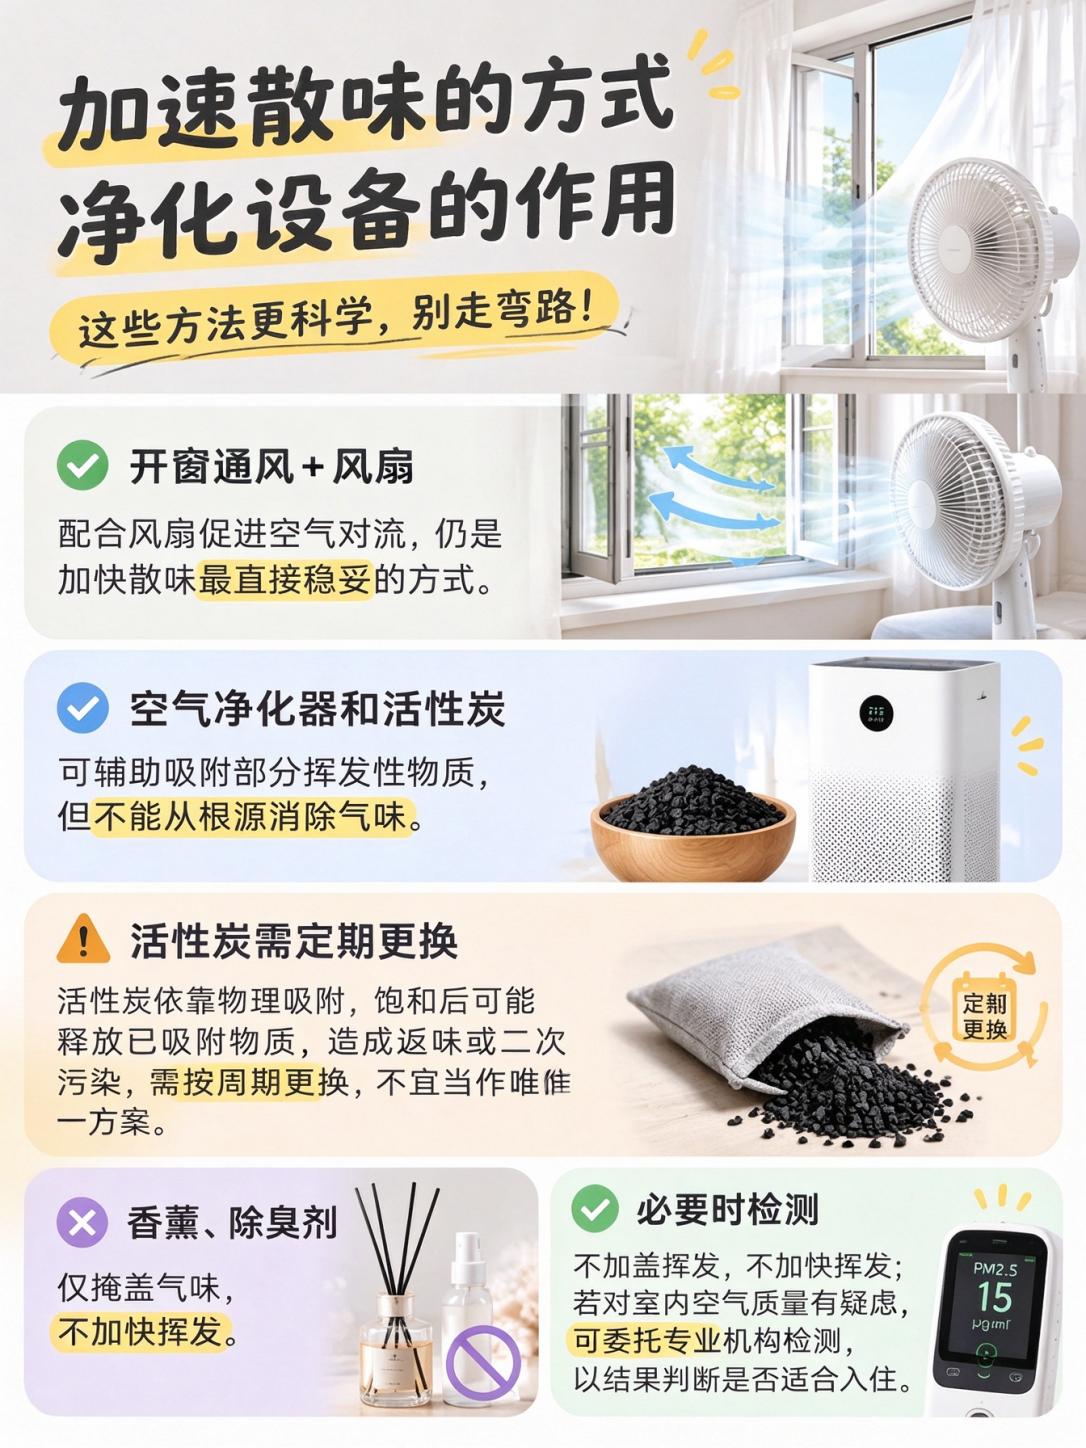 加速散味的方式
净化设备的作用
这些方法更科学，别走弯路！
开窗通风+风扇
配合风扇促进空气对流，仍是
加快散味最直接稳妥的方式。
空气净化器和活性炭
可辅助吸附部分挥发性物质，
但不能从根源消除气味。
活性炭需定期更换
活性炭依靠物理吸附，饱和后可能
释放已吸附物质，造成返味或二次
污染，需按周期更换，不宜当作唯惟
一方案。
更换
香薰、除臭剂
仅掩盖气味，
不加快挥发。
必要时检测
不加盖挥发，不加快挥发；
若对室内空气质量有疑虑，
可委托专业机构检测，
以结果判断是否适合入住。
PM2.5
15